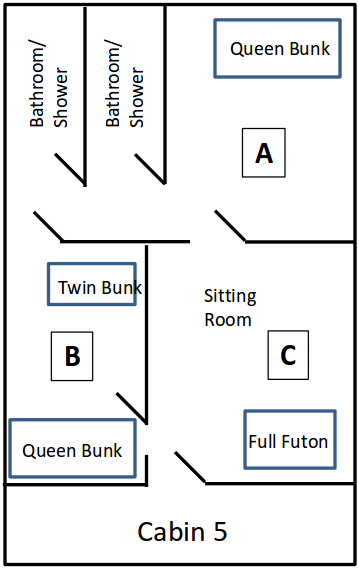 Bathroom/
Shower
Bathroom/
Shower
Queen Bunk
A
Twin Bunk
Sitting
Room
B
C
Queen Bunk
Full Futon
Cabin 5